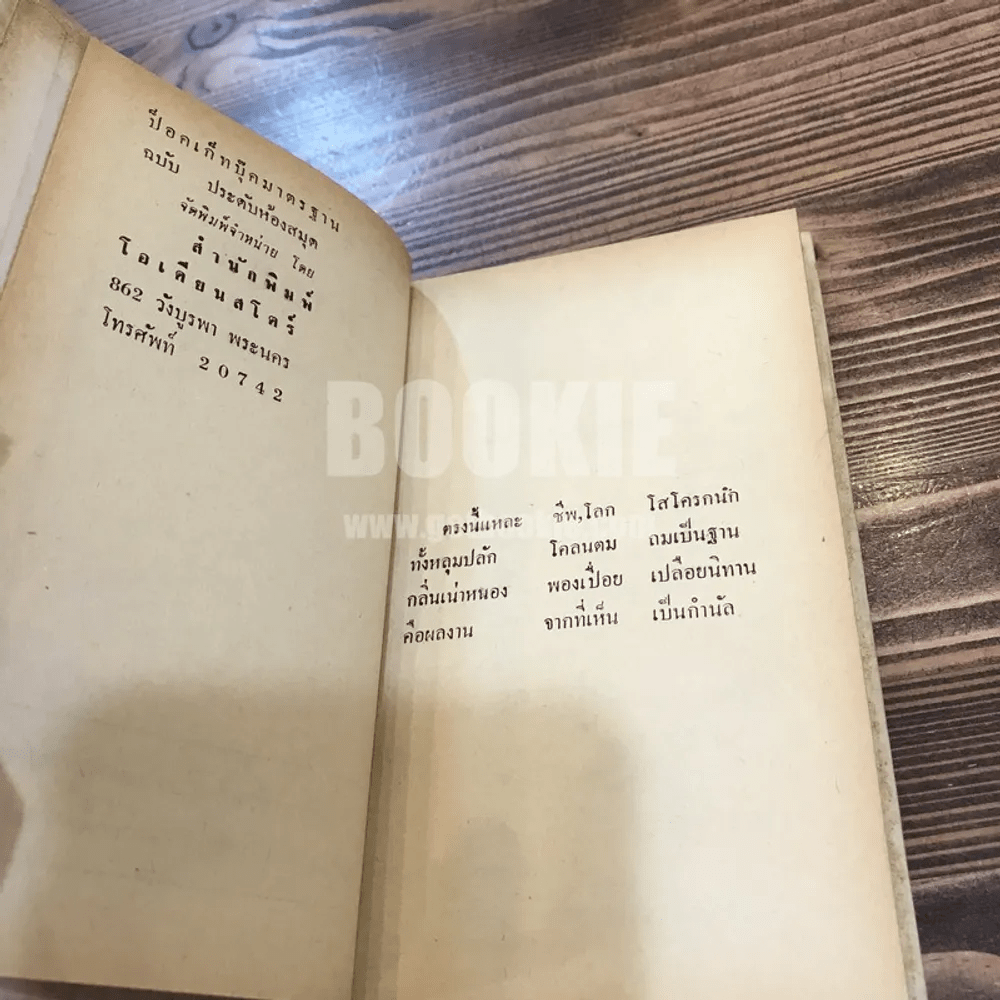 ป็อคเก็ทบุ๊คมาตรฐาน
ฉบับ ประดับห้องสมุด
จัดพิมพ์จำหน่าย โดย
สำนักพิมพ์
โอเดียนสโตร์
862 วังบูรพา พระนคร
โทรศัพท์ 20742
BOOKIE
ตรงนี้แหละ ชีพ,โลก โสโครกนัก
ทั้งหลุมปลัก โคลนตม ถมเป็นฐาน
กลิ่นเน่าหนอง พองเปื่อย เปลือยนิทาน
คือผลงาน จากที่เห็น เป็นกำนัล